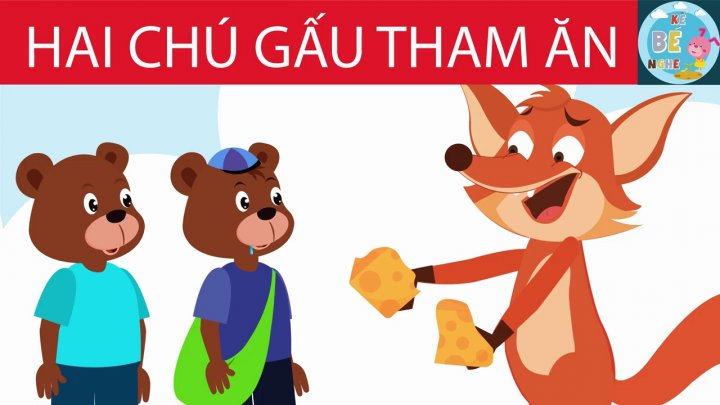 HAI CHÚ GẤU THAM ĂN
KỂ
BÉ
NGHE